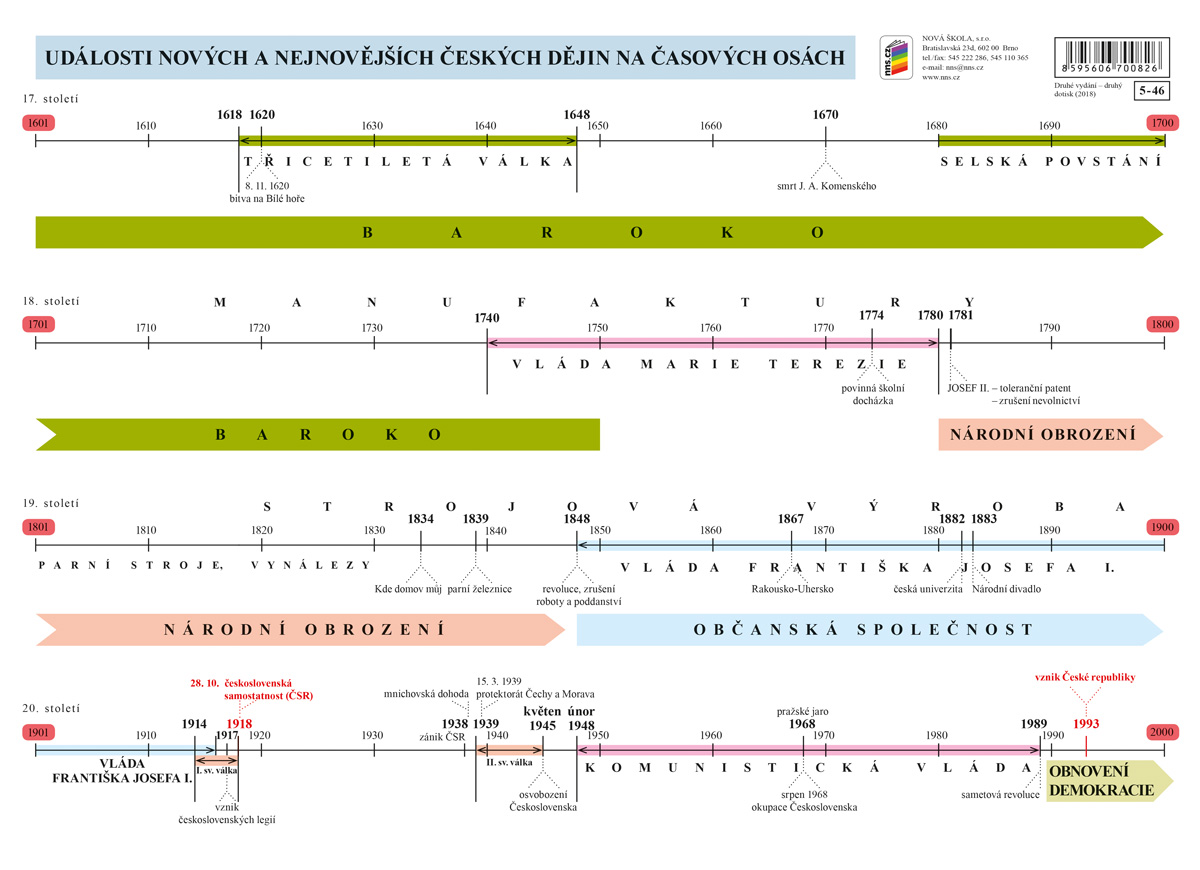 UDÁLOSTI NOVÝCH A NEJNOVĚJŠÍCH ČESKÝCH DĚJIN NA ČASOVÝCH OSÁCH
nns.cz
NOVÁ ŠKOLA, s.r.o.
Bratislavská 23d, 602 00 Brno
tel./fax: 545 222 286, 545 110 365
e-mail: nns@nns.cz
www.nns.cz
8 595606 700826
Druhé vydání – druhý
dotisk (2018)
5-46
17. století
1618 1620 1648 1670
1601 1610 1630 1640 1650 1660 1680 1690 1700
TŘICETILETÁ VÁLKA SELSKÁ POVSTÁNÍ
8. 11. 1620
bitva na Bílé hoře
smrt J. A. Komenského
BAROKO
18. století
MANUFAKTURY
1740 1774 1780 1781
1701 1710 1720 1730 1750 1760 1770 1790 1800
VLÁDA MARIE TEREZIE
povinná školní
docházka
JOSEF II. – toleranční patent
– zrušení nevolnictví
BAROKO NÁRODNÍ OBROZENÍ
19. století
STROJOVÁ VÝROBA
1834 1839 1848 1867 1882 1883
1801 1810 1820 1830 1840 1850 1860 1870 1880 1890 1900
PARNÍ STROJE, VYNÁLEZY VLÁDA FRANTIŠKA JOSEFA I.
Kde domov můj parní železnice revoluce, zrušení
roboty a poddanství
Rakousko-Uhersko česká univerzita Národní divadlo
NÁRODNÍ OBROZENÍ OBČANSKÁ SPOLEČNOST
28. 10. československá
samostatnost (ČSR)
mnichovská dohoda
15. 3. 1939
protektorát Čechy a Morava
vznik České republiky
20. století
květen únor
pražské jaro
1914 1917 1918 1938 1939 1945 1948 1968 1989 1993
zánik ČSR
1901 1910 1920 1930 1940 1950 1960 1970 1980 1990 2000
VLÁDA
FRANTIŠKA JOSEFA I.
I. sv. válka
II. sv. válka
KOMUNISTICKÁ VLÁDA
OBNOVENÍ
DEMOKRACIE
vznik
československých legií
osvobození
Československa
srpen 1968
okupace Československa
sametová revoluce